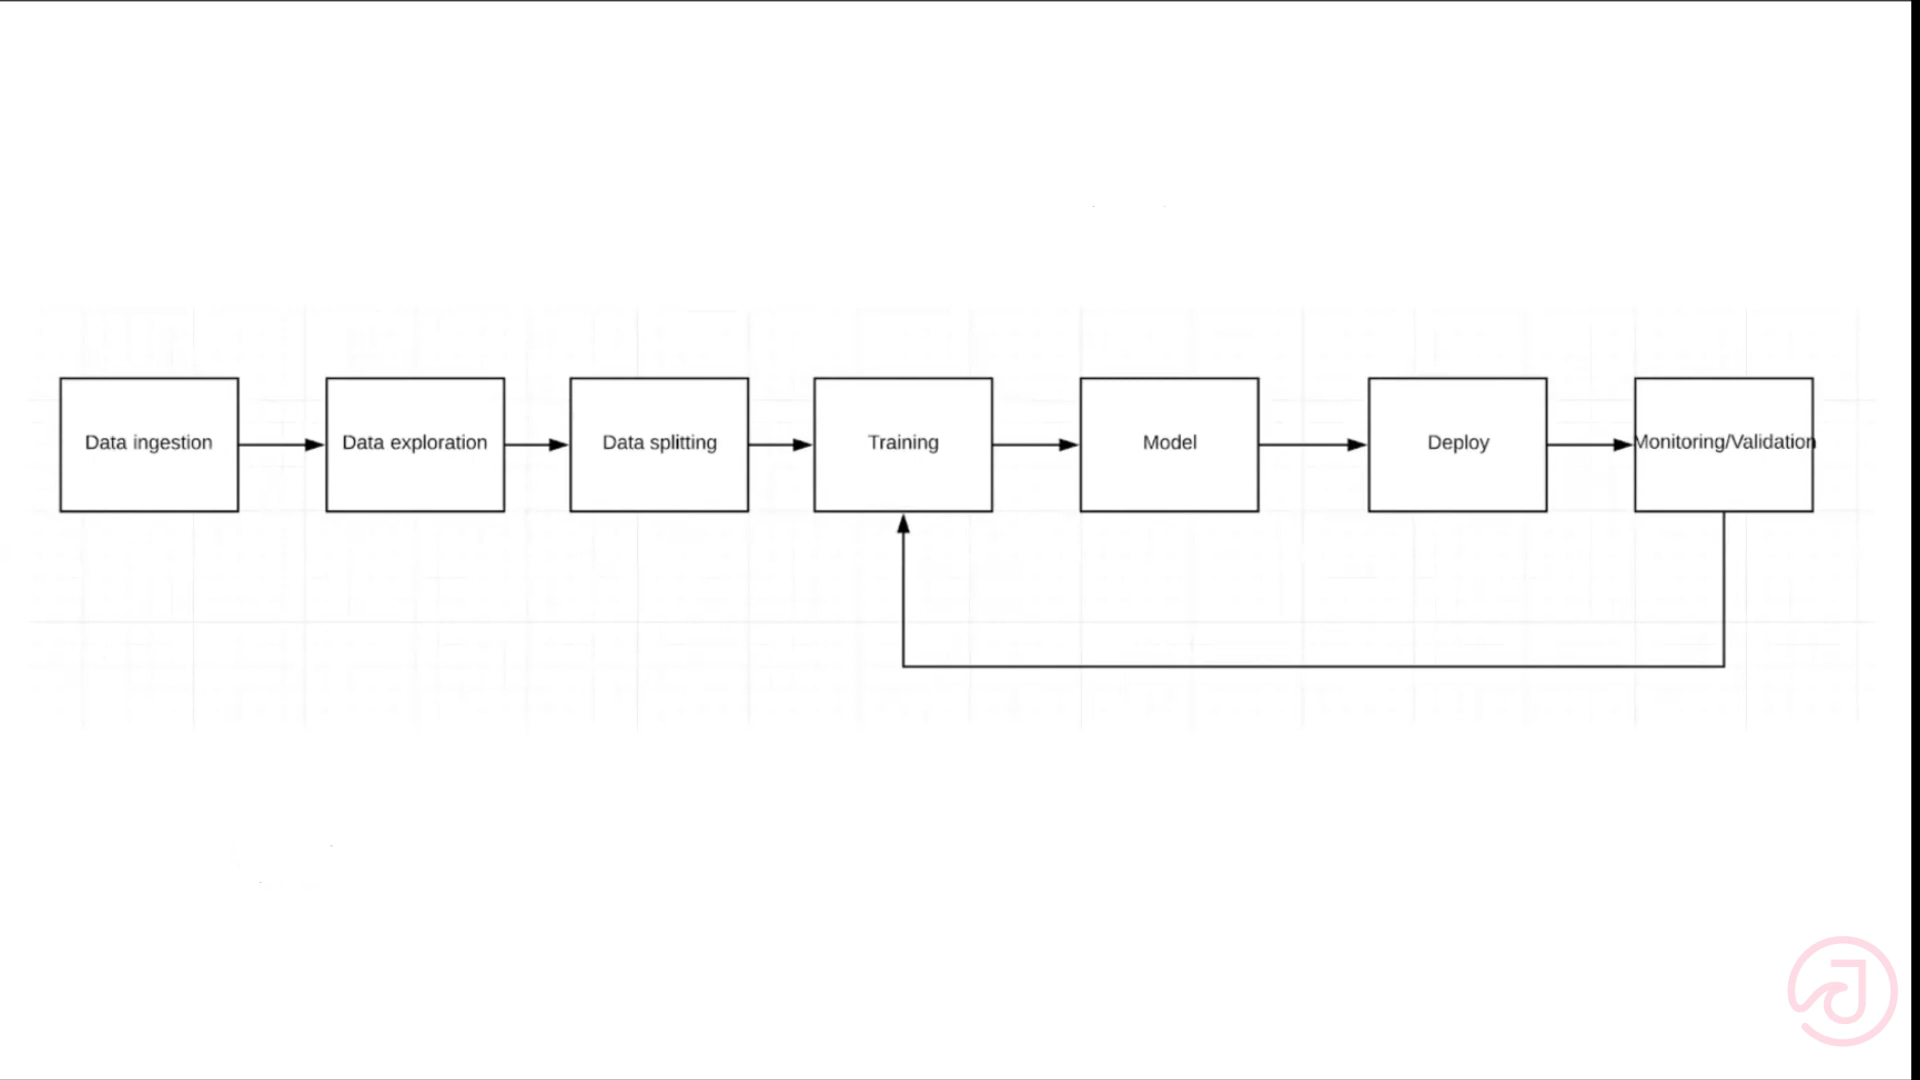 Data ingestion
Data exploration
Data splitting
Training
Model
Deploy
Monitoring/Validation